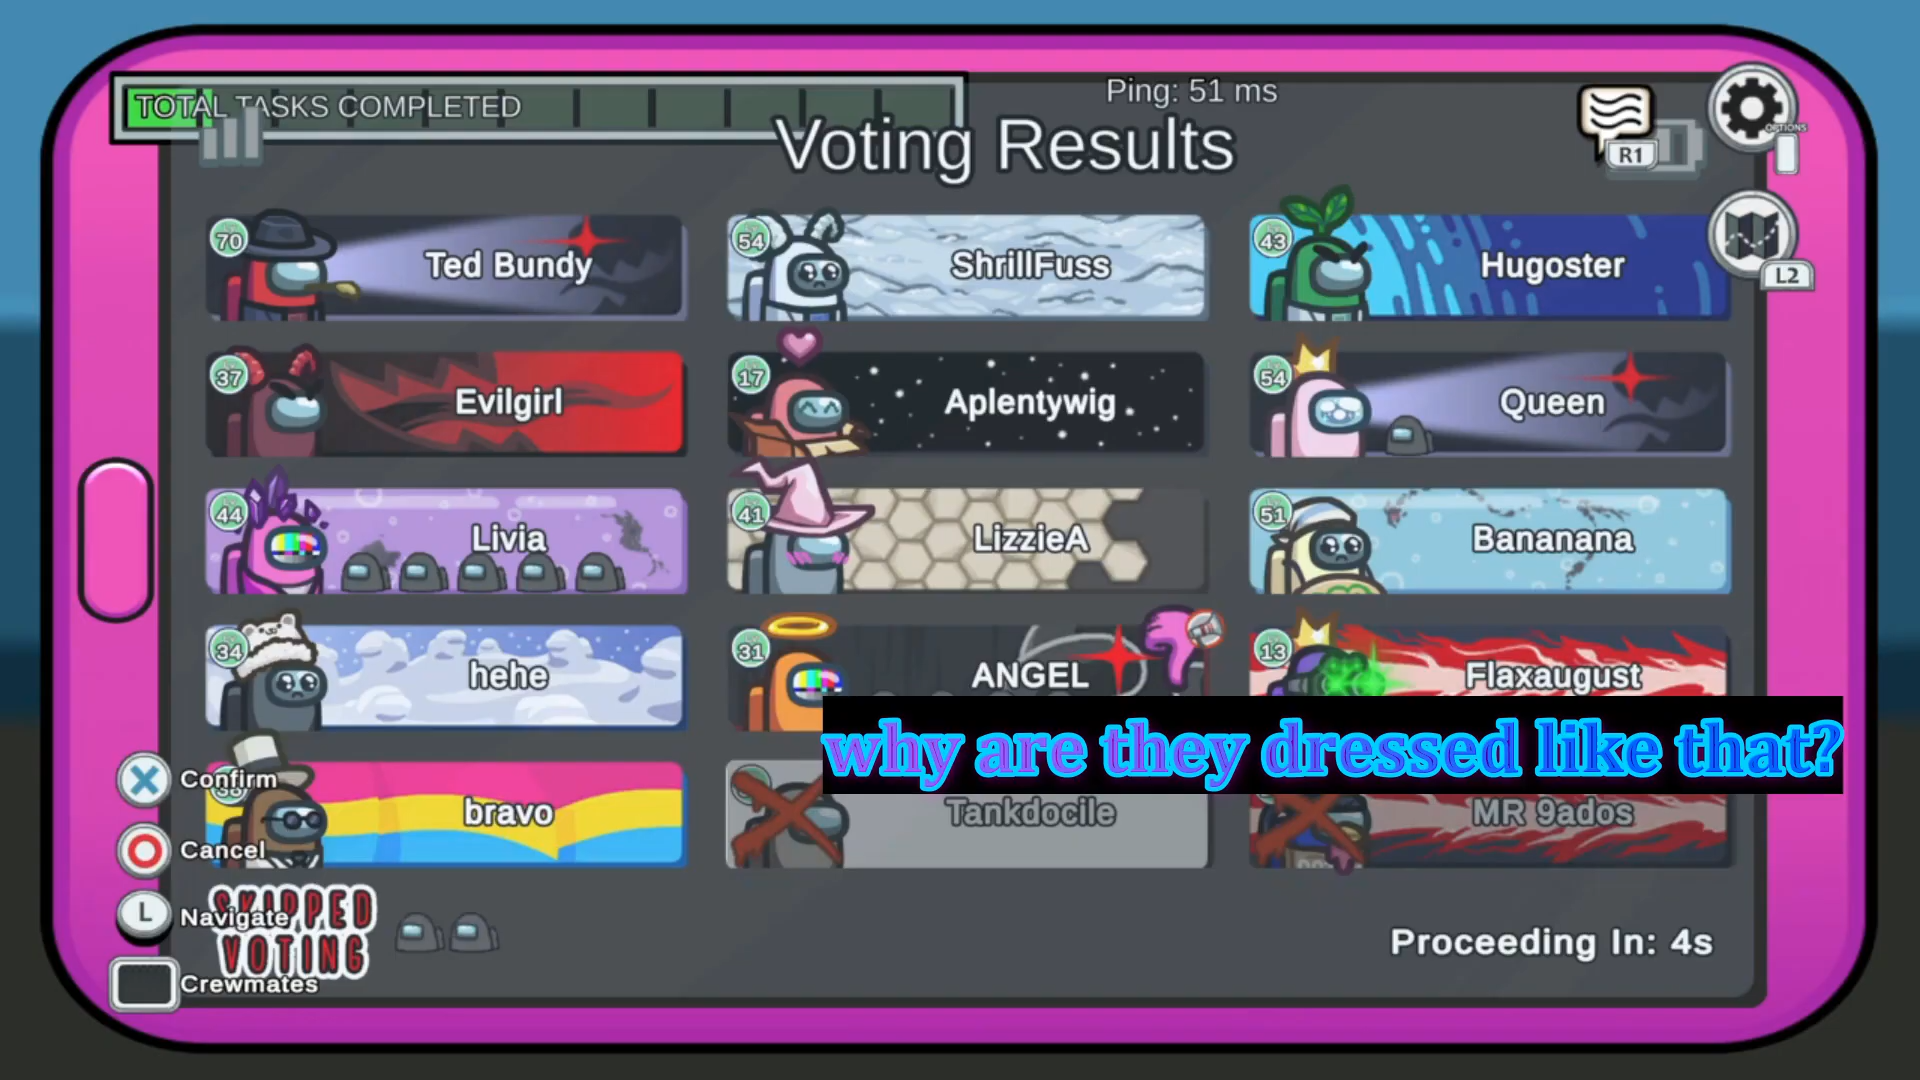 TOTAL TASKS COMPLETED
Ping: 51 ms
Voting Results
R1
OPTIONS
L2
70 Ted Bundy
54 ShrillFuss
43 Hugoster
37 Evilgirl
17 Aplentywig
54 Queen
44 Livia
41 LizzieA
51 Bananana
34 hehe
31 ANGEL
13 Flaxaugust
why are they dressed like that?
bravo
Tankdocile
MR 9ados
Confirm
Cancel
L Navigate
Crewmates
SKIPPED
VOTING
Proceeding In: 4s